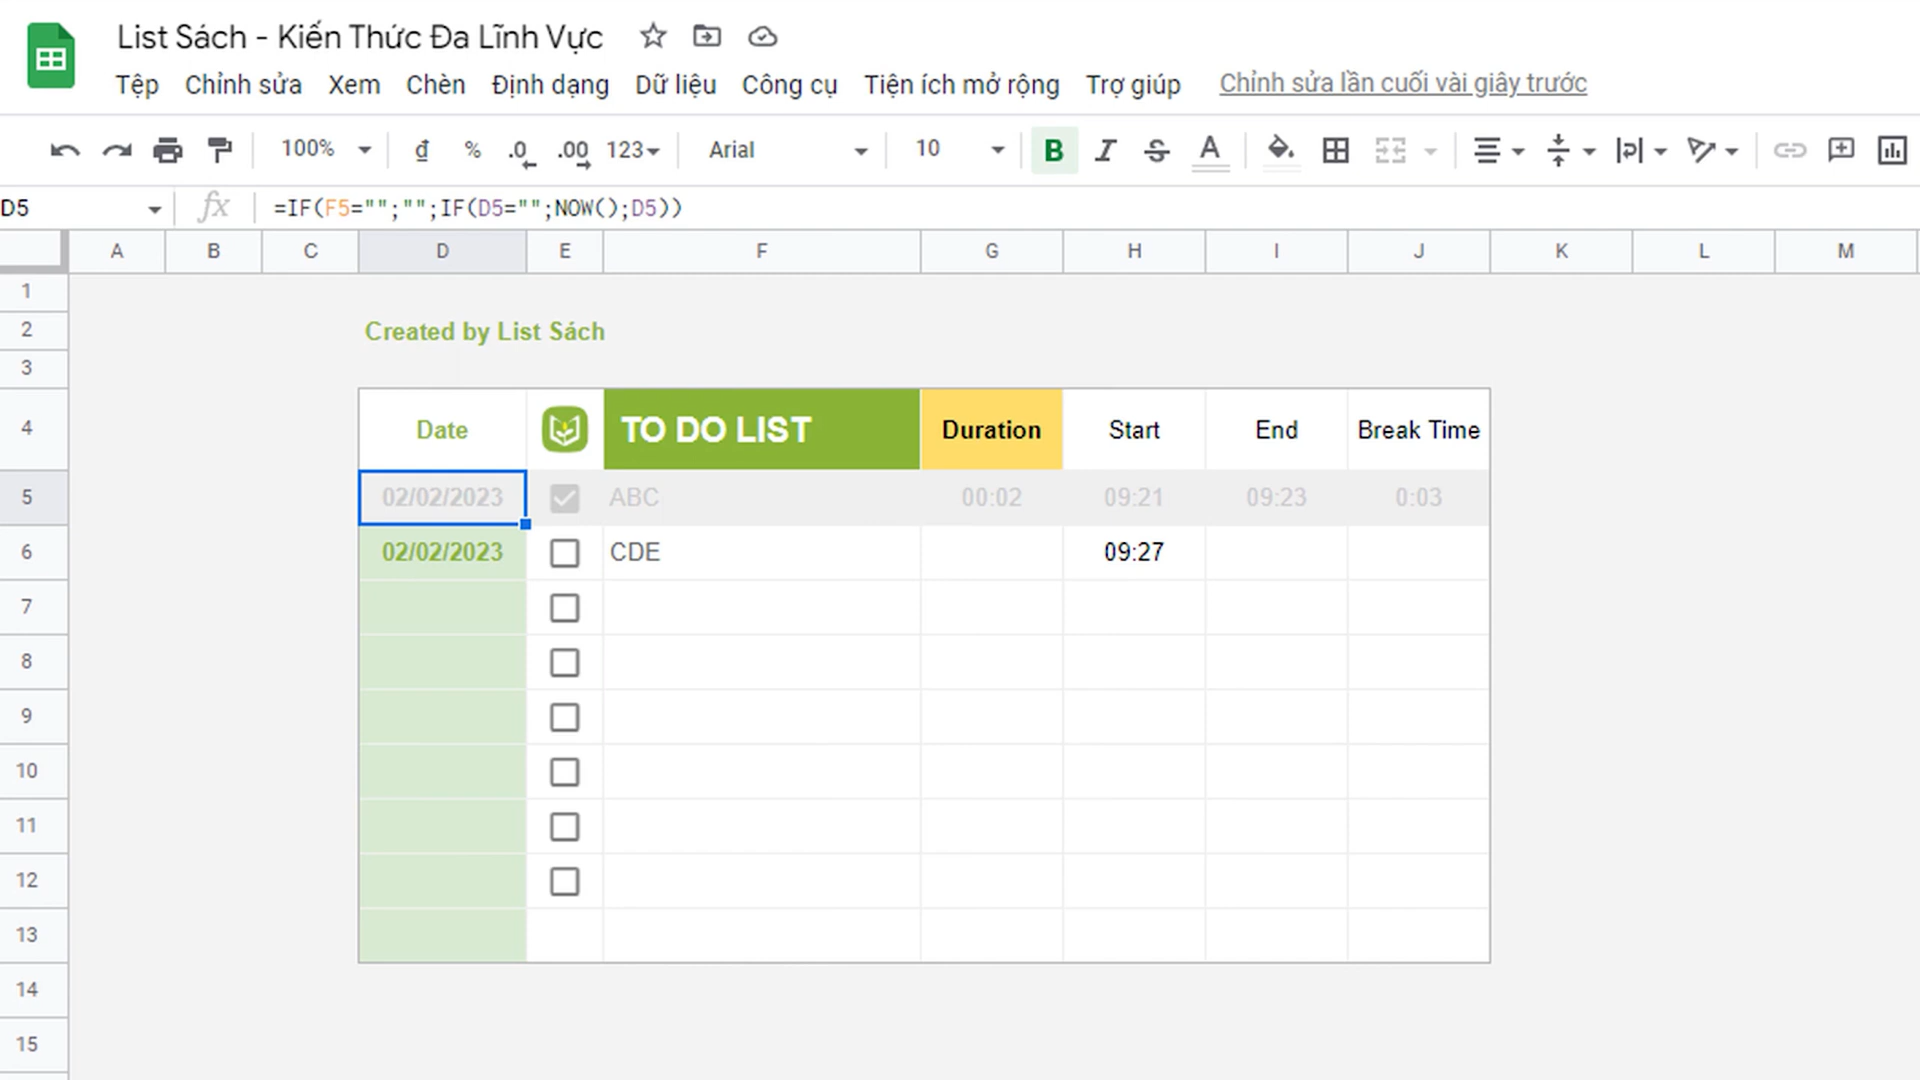 List Sách - Kiến Thức Đa Lĩnh Vực
Tệp Chỉnh sửa Xem Chèn Định dạng Dữ liệu Công cụ Tiện ích mở rộng Trợ giúp Chỉnh sửa lần cuối vài giây trước
100% đ % .0 .00 123 Arial 10 B I S A
D5 fx =IF(F5="";"";IF(D5="";NOW();D5))
A B C D E F G H I J K L M
1
2 Created by List Sách
3
4 Date TO DO LIST Duration Start End Break Time
5 02/02/2023 ABC 00:02 09:21 09:23 0:03
6 02/02/2023 CDE 09:27
7
8
9
10
11
12
13
14
15